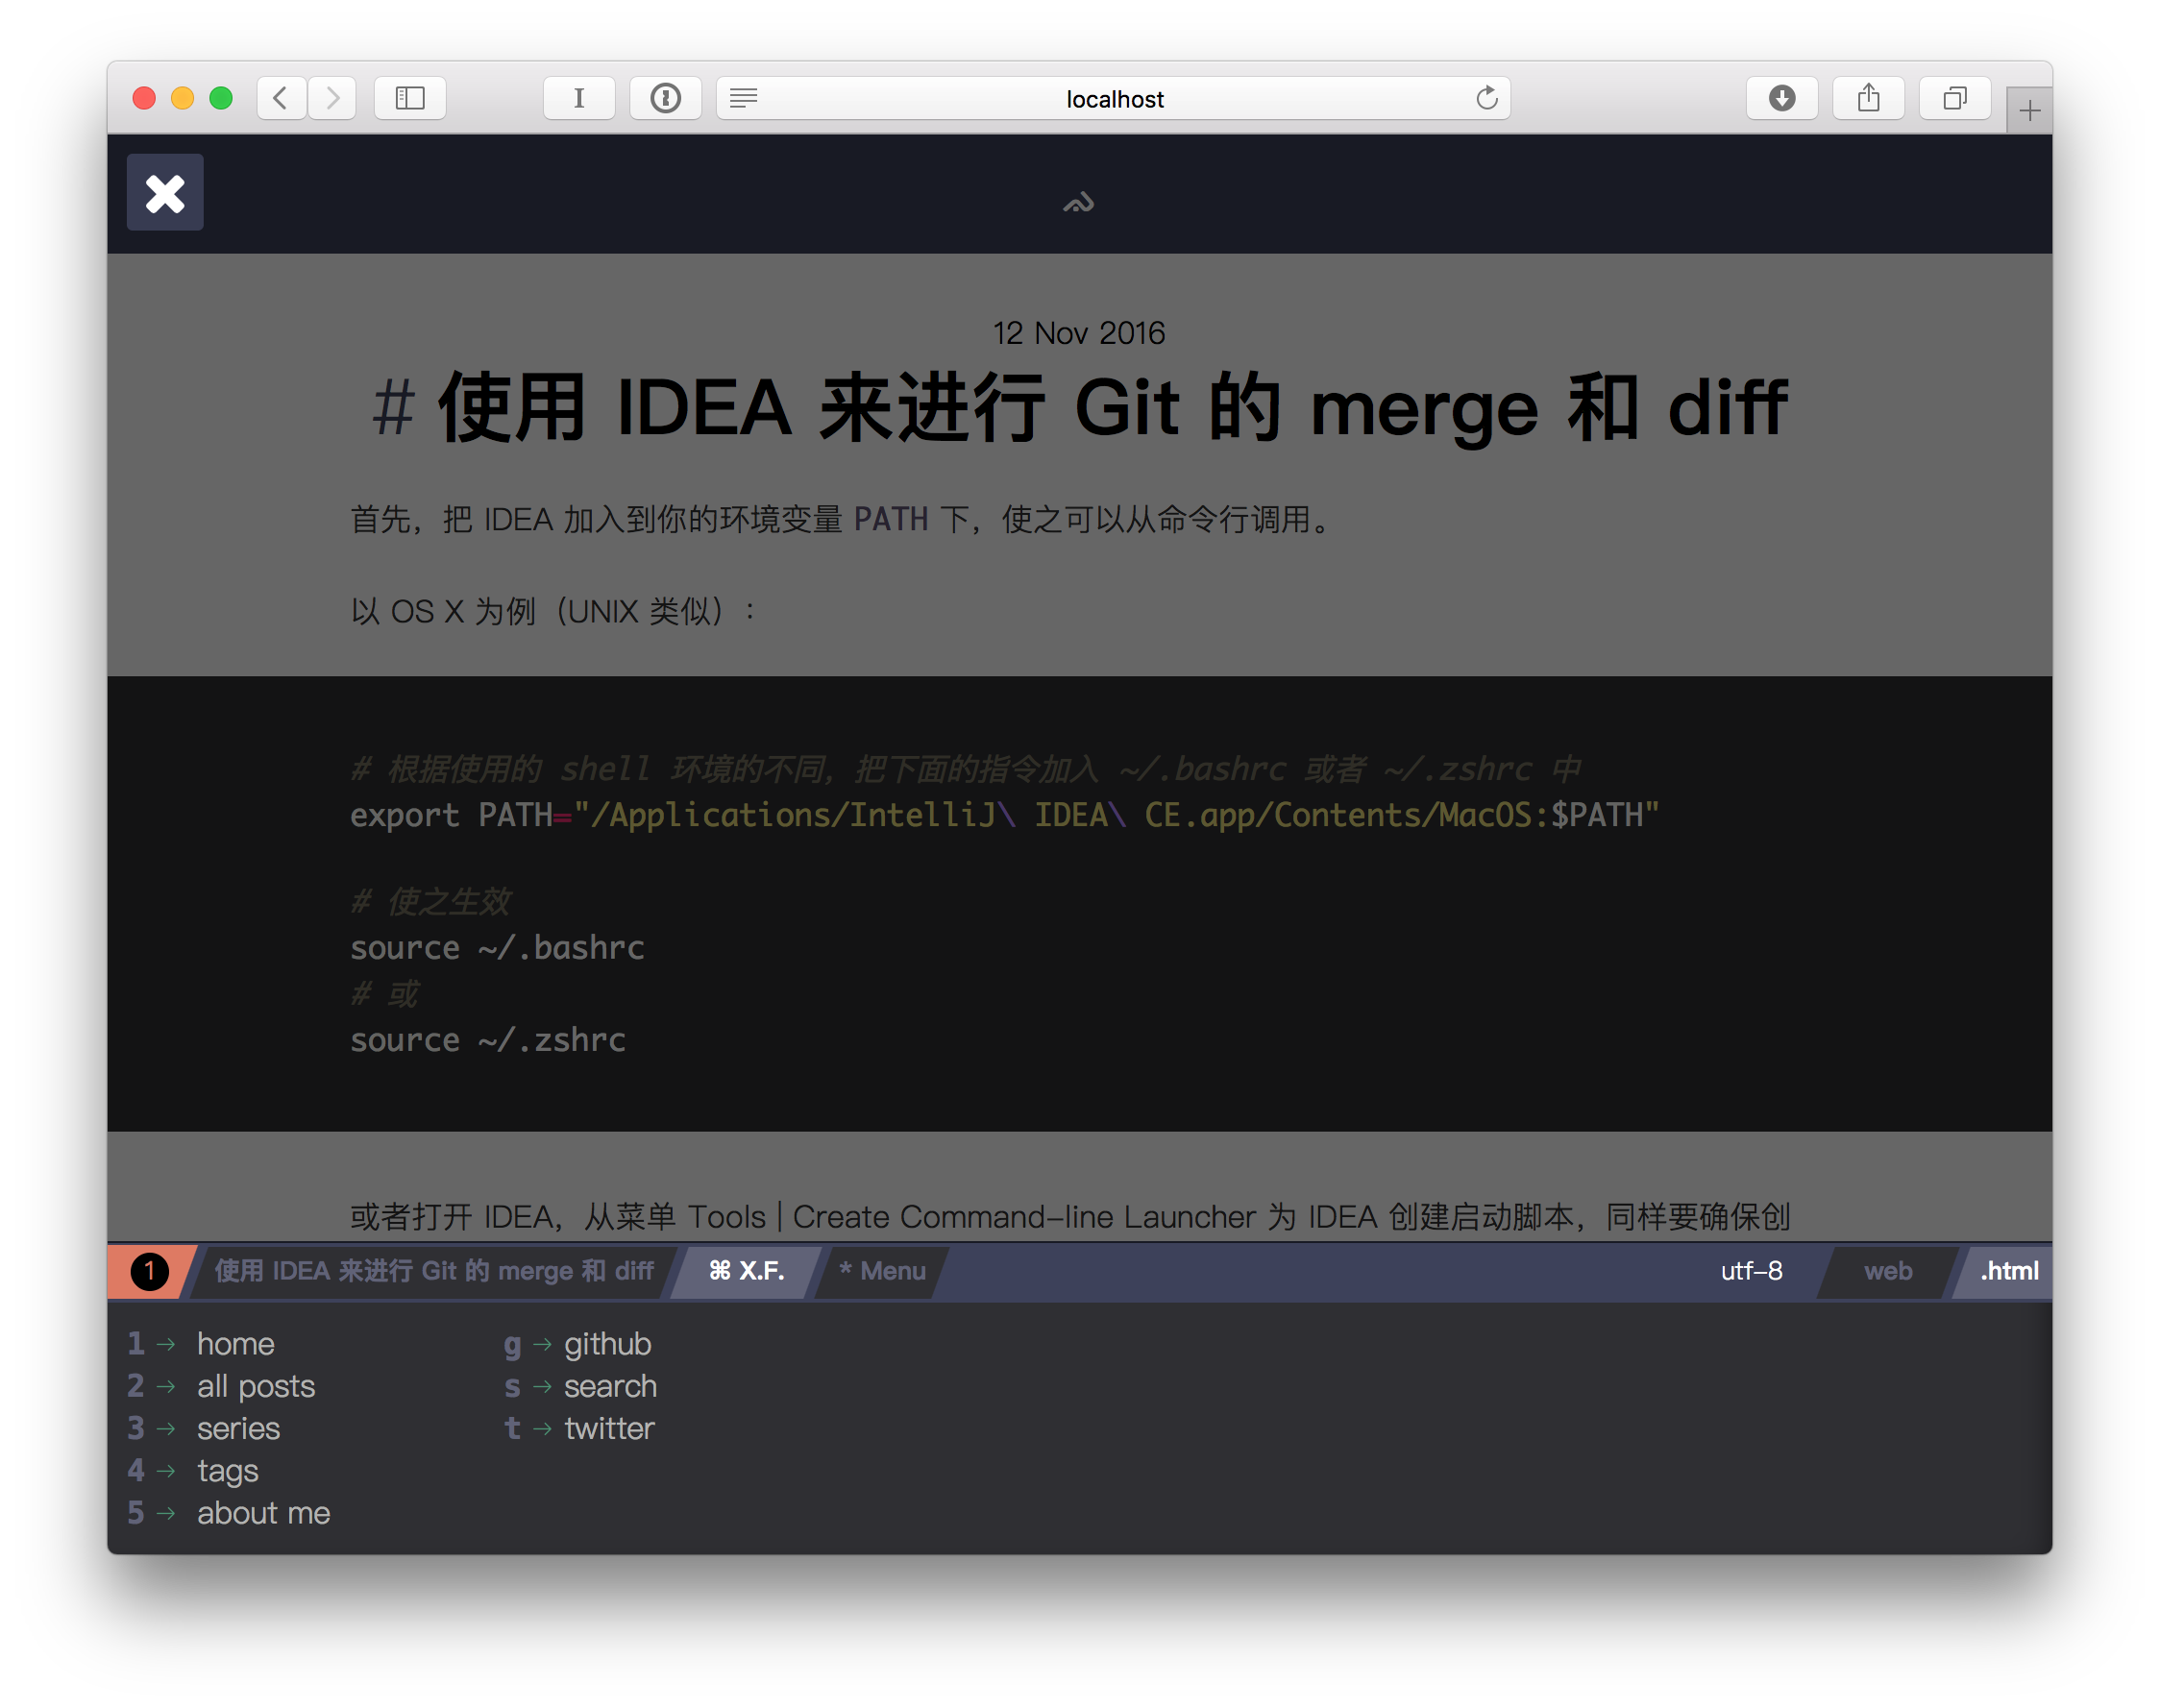 localhost
12 Nov 2016
# 使用 IDEA 来进行 Git 的 merge 和 diff
首先，把 IDEA 加入到你的环境变量 PATH 下，使之可以从命令行调用。
以 OS X 为例（UNIX 类似）：
# 根据使用的 shell 环境的不同，把下面的指令加入 ~/.bashrc 或者 ~/.zshrc 中
export PATH="/Applications/IntelliJ\ IDEA\ CE.app/Contents/MacOS:$PATH"
# 使之生效
source ~/.bashrc
# 或
source ~/.zshrc
或者打开 IDEA，从菜单 Tools | Create Command-line Launcher 为 IDEA 创建启动脚本，同样要确保创
1 使用 IDEA 来进行 Git 的 merge 和 diff ⌘ X.F. * Menu utf-8 web .html
1 → home g → github
2 → all posts s → search
3 → series t → twitter
4 → tags
5 → about me